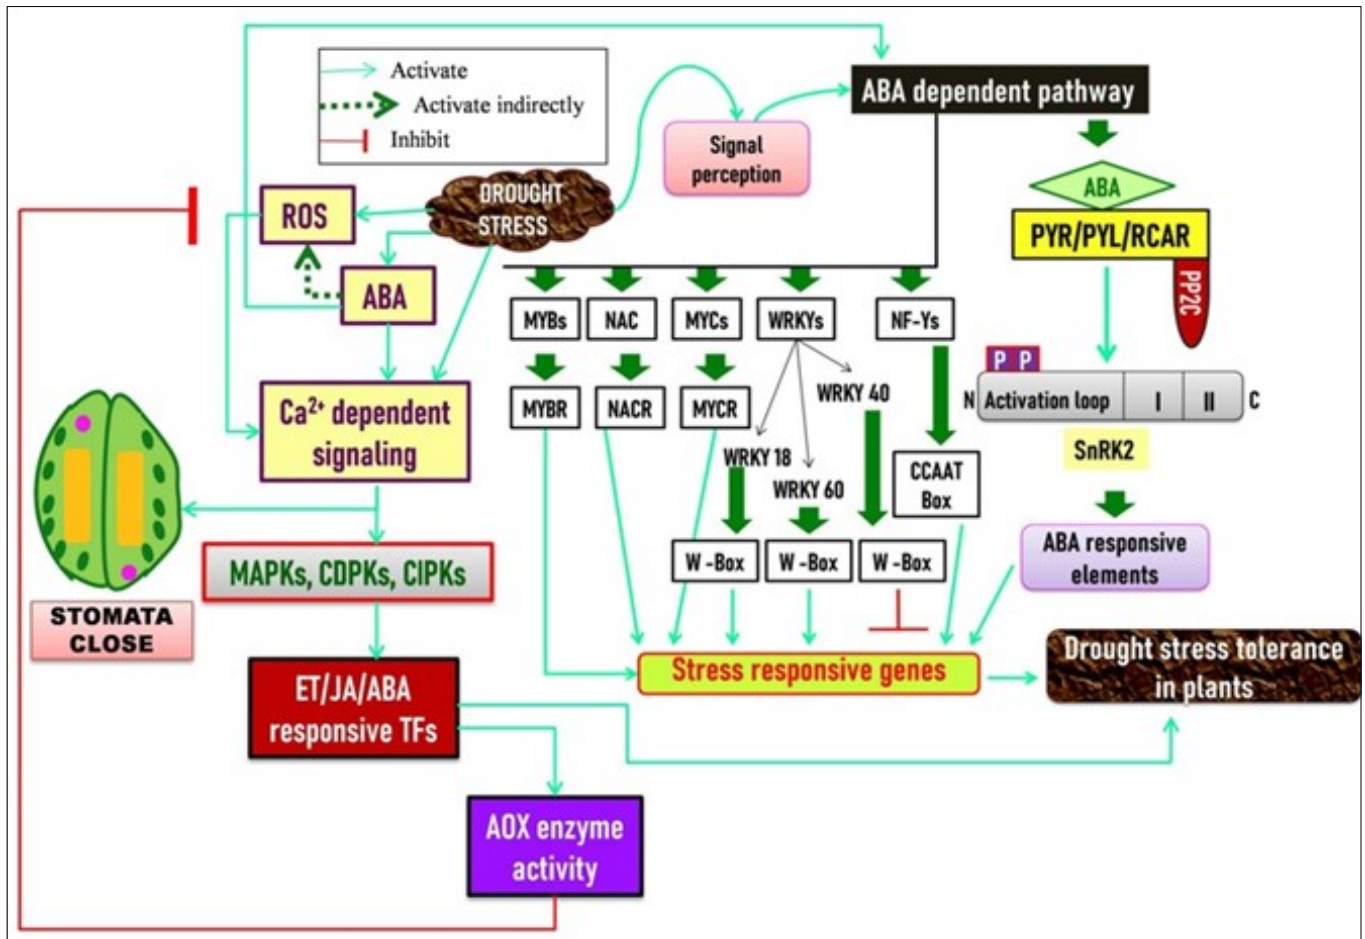 Activate
Activate indirectly
Inhibit
ABA dependent pathway
Signal
perception
ABA
PYR/PYL/RCAR
PP2C
DROUGHT
STRESS
ROS
ABA
MYBs
NAC
MYCs
WRKYs
NF-Ys
P P
N Activation loop I II C
SnRK2
MYBR
NACR
MYCR
WRKY 40
WRKY 18
WRKY 60
CCAAT
Box
Ca²⁺ dependent
signaling
W -Box
W -Box
W -Box
ABA responsive
elements
MAPKs, CDPKs, CIPKs
STOMATA
CLOSE
Stress responsive genes
Drought stress tolerance
in plants
ET/JA/ABA
responsive TFs
AOX enzyme
activity